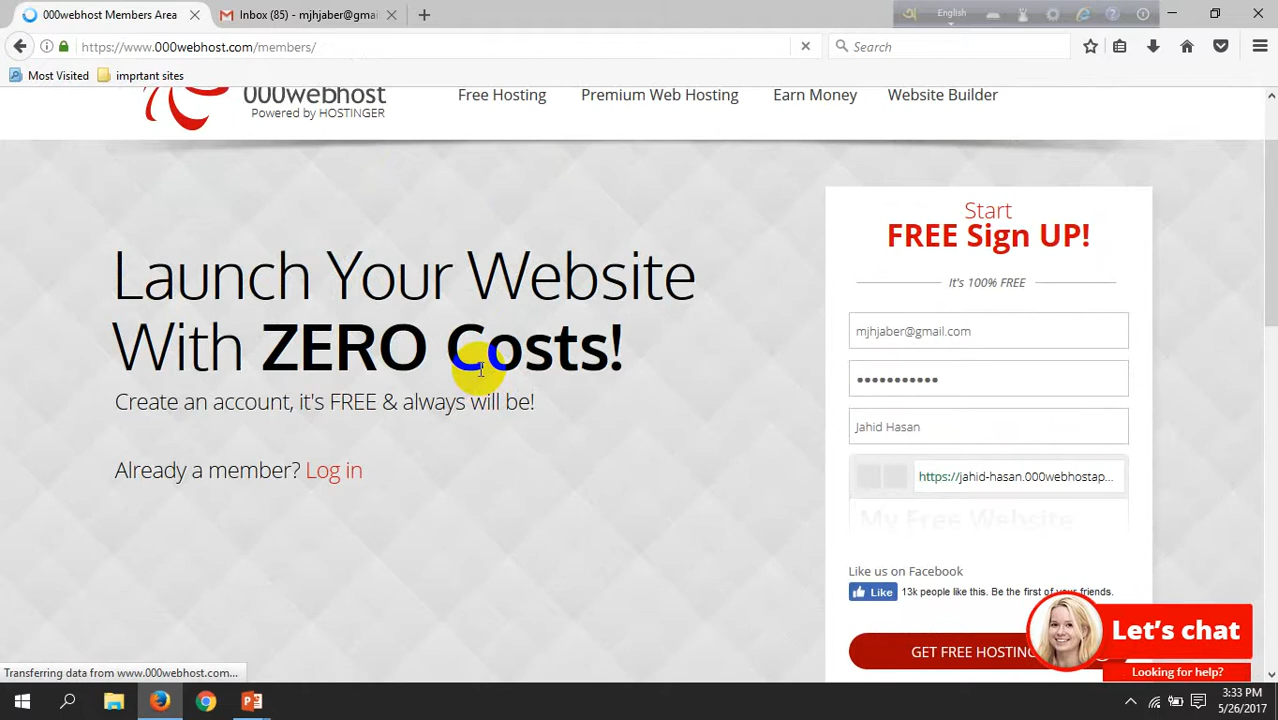 000webhost Members Area
Inbox (85) - mjhjaber@gmai
English
https://www.000webhost.com/members/
Search
Most Visited
imprtant sites
000webhost
Powered by HOSTINGER
Free Hosting
Premium Web Hosting
Earn Money
Website Builder
Launch Your Website
With ZERO Costs!
Create an account, it's FREE & always will be!
Already a member? Log in
Start
FREE Sign UP!
It's 100% FREE
mjhjaber@gmail.com
•••••••••••
Jahid Hasan
https://jahid-hasan.000webhostap...
My Free Website
Like us on Facebook
Like
13k people like this. Be the first of your friends.
GET FREE HOSTING
Let's chat
Looking for help?
Transferring data from www.000webhost.com...
3:33 PM
5/26/2017